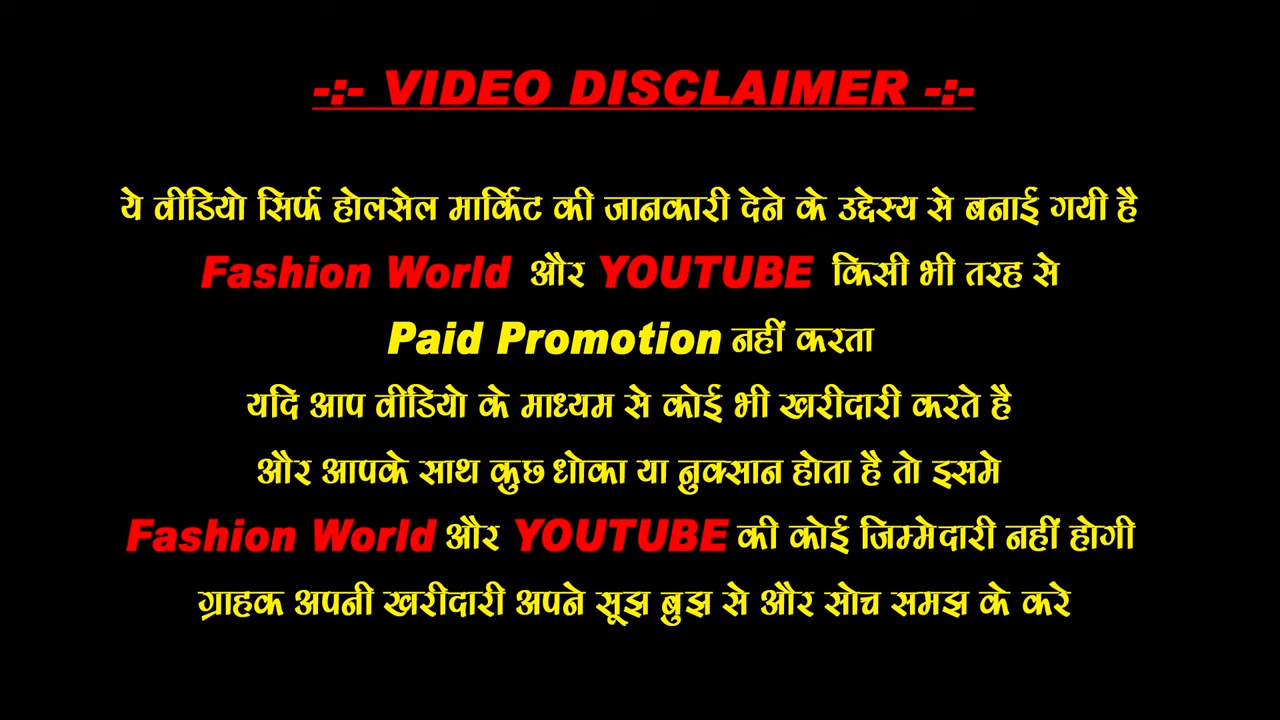 -:- VIDEO DISCLAIMER -:-
ये वीडियो सिर्फ होलसेल मार्किट की जानकारी देने के उद्देस्य से बनाई गयी है
Fashion World और YOUTUBE किसी भी तरह से
Paid Promotion नहीं करता
यदि आप वीडियो के माध्यम से कोई भी खरीदारी करते है
और आपके साथ कुछ धोका या नुक्सान होता है तो इसमे
Fashion World और YOUTUBE की कोई जिम्मेदारी नहीं होगी
ग्राहक अपनी खरीदारी अपने सूझ बुझ से और सोच समझ के करे